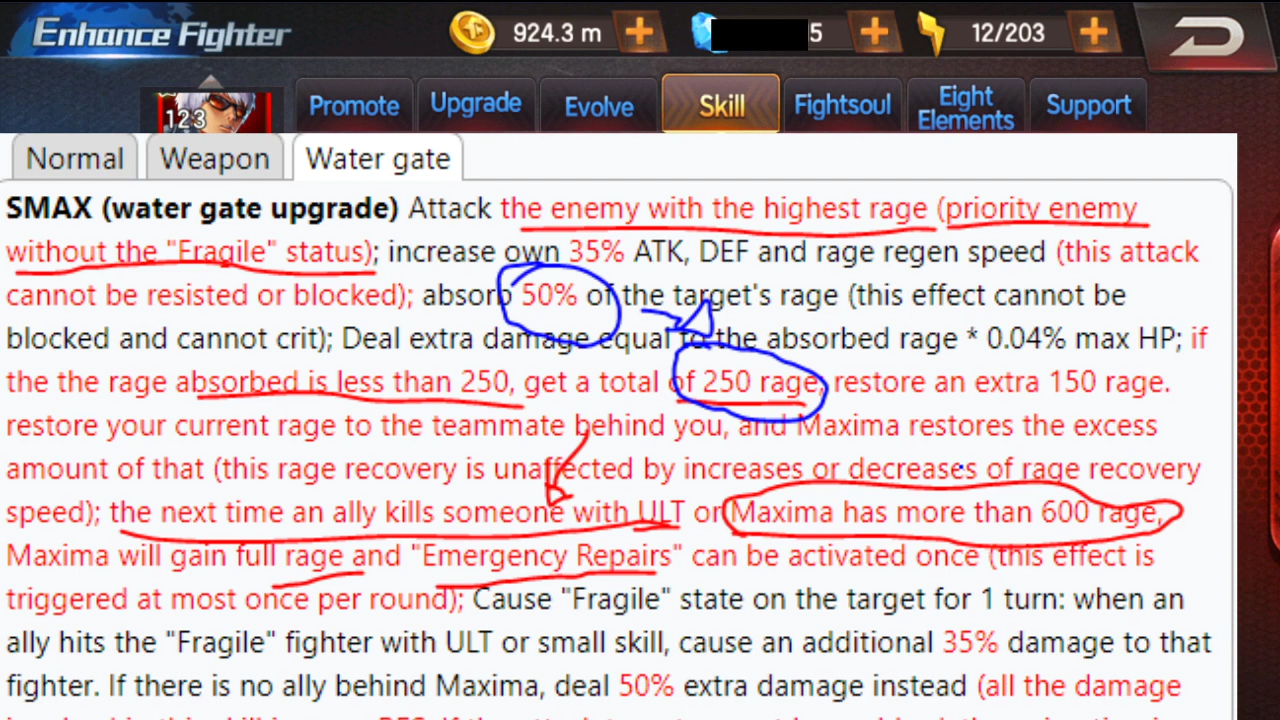 Enhance Fighter
924.3 m
5
12/203
123
Promote
Upgrade
Evolve
Skill
Fightsoul
Eight
Elements
Support
Normal
Weapon
Water gate
SMAX (water gate upgrade) Attack the enemy with the highest rage (priority enemy
without the "Fragile" status); increase own 35% ATK, DEF and rage regen speed (this attack
cannot be resisted or blocked); absorb 50% of the target's rage (this effect cannot be
blocked and cannot crit); Deal extra damage equal to the absorbed rage * 0.04% max HP; if
the the rage absorbed is less than 250, get a total of 250 rage, restore an extra 150 rage.
restore your current rage to the teammate behind you, and Maxima restores the excess
amount of that (this rage recovery is unaffected by increases or decreases of rage recovery
speed); the next time an ally kills someone with ULT or Maxima has more than 600 rage,
Maxima will gain full rage and "Emergency Repairs" can be activated once (this effect is
triggered at most once per round); Cause "Fragile" state on the target for 1 turn: when an
ally hits the "Fragile" fighter with ULT or small skill, cause an additional 35% damage to that
fighter. If there is no ally behind Maxima, deal 50% extra damage instead (all the damage